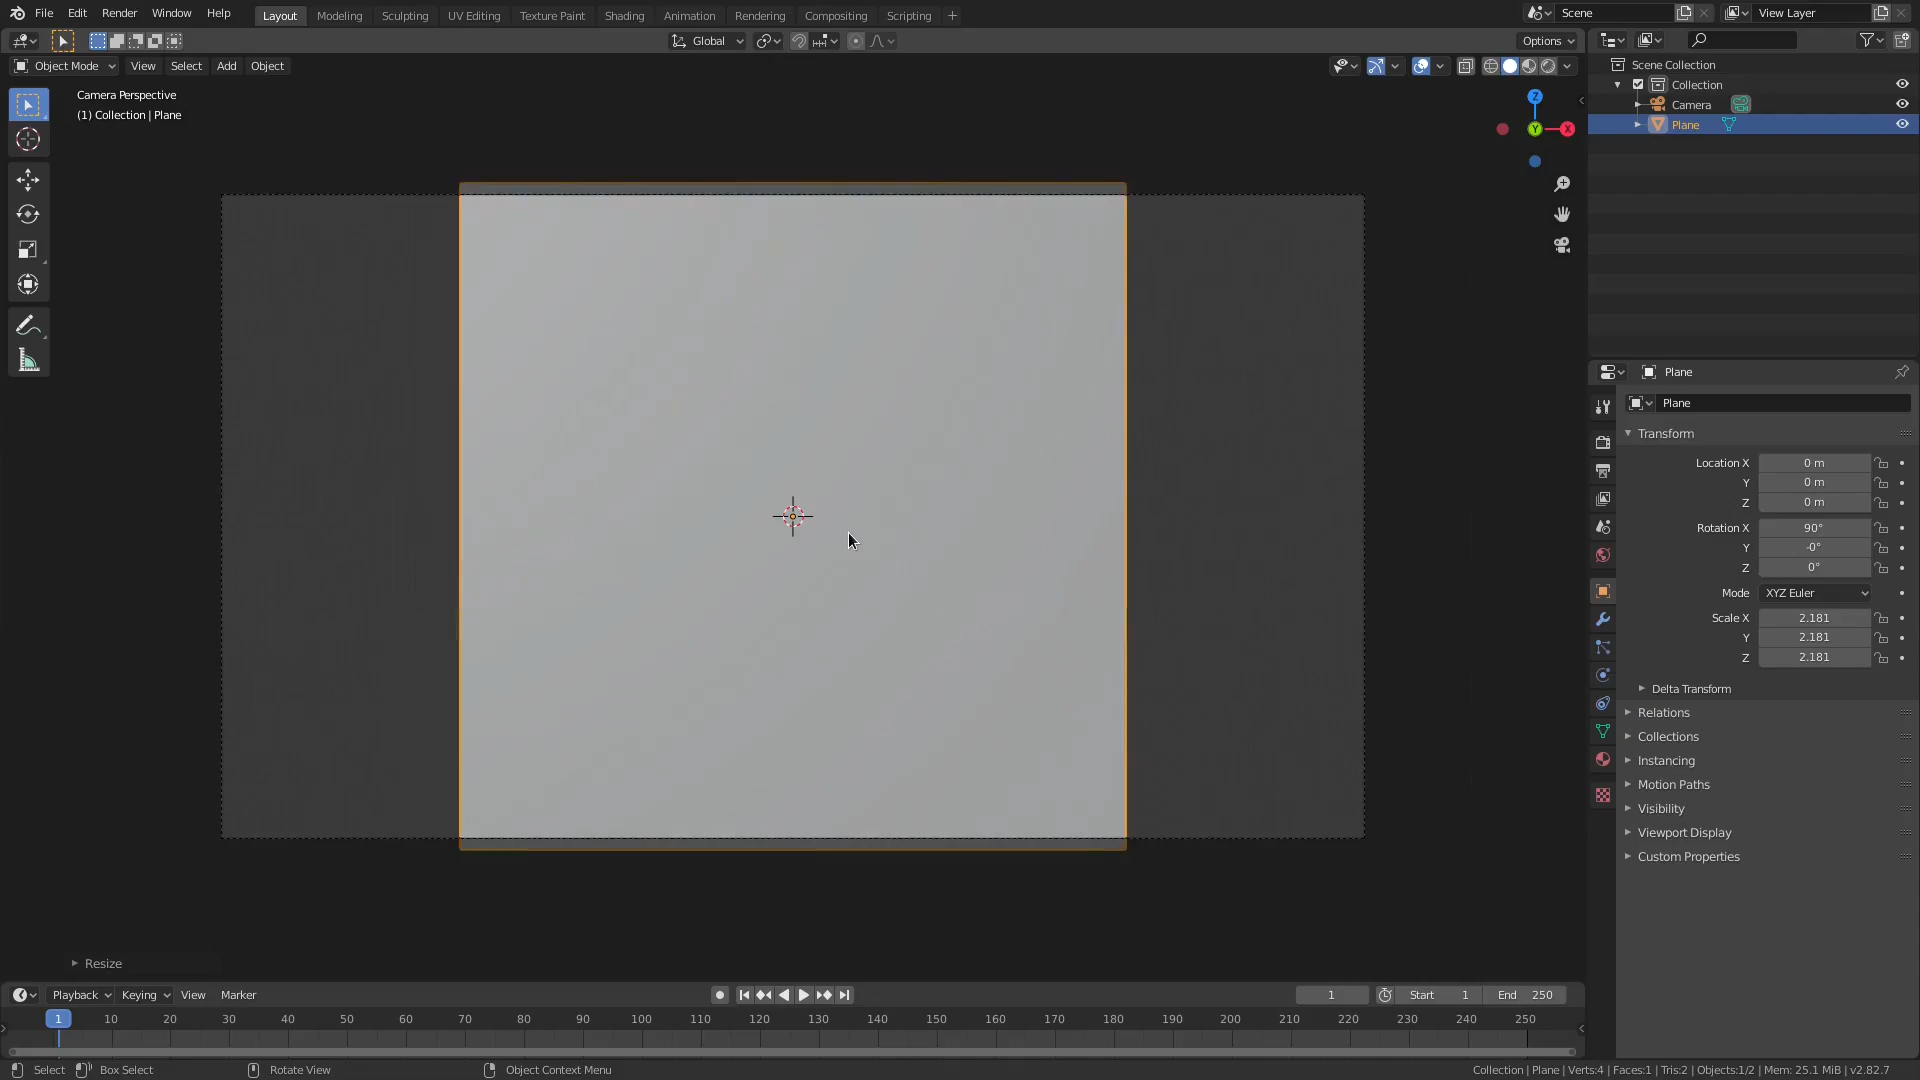 File Edit Render Window Help Layout Modeling Sculpting UV Editing Texture Paint Shading Animation Rendering Compositing Scripting Scene View Layer
Global Options
Object Mode View Select Add Object
Camera Perspective
(1) Collection | Plane
Z
Y
X
Scene Collection
Collection
Camera
Plane
Plane
Plane
Transform
Location X 0 m
Y 0 m
Z 0 m
Rotation X 90°
Y -0°
Z 0°
Mode XYZ Euler
Scale X 2.181
Y 2.181
Z 2.181
Delta Transform
Relations
Collections
Instancing
Motion Paths
Visibility
Viewport Display
Custom Properties
Resize
Playback Keying View Marker 1 Start 1 End 250
1 10 20 30 40 50 60 70 80 90 100 110 120 130 140 150 160 170 180 190 200 210 220 230 240 250
Select Box Select Rotate View Object Context Menu Collection | Plane | Verts:4 | Faces:1 | Tris:2 | Objects:1/2 | Mem: 25.1 MiB | v2.82.7